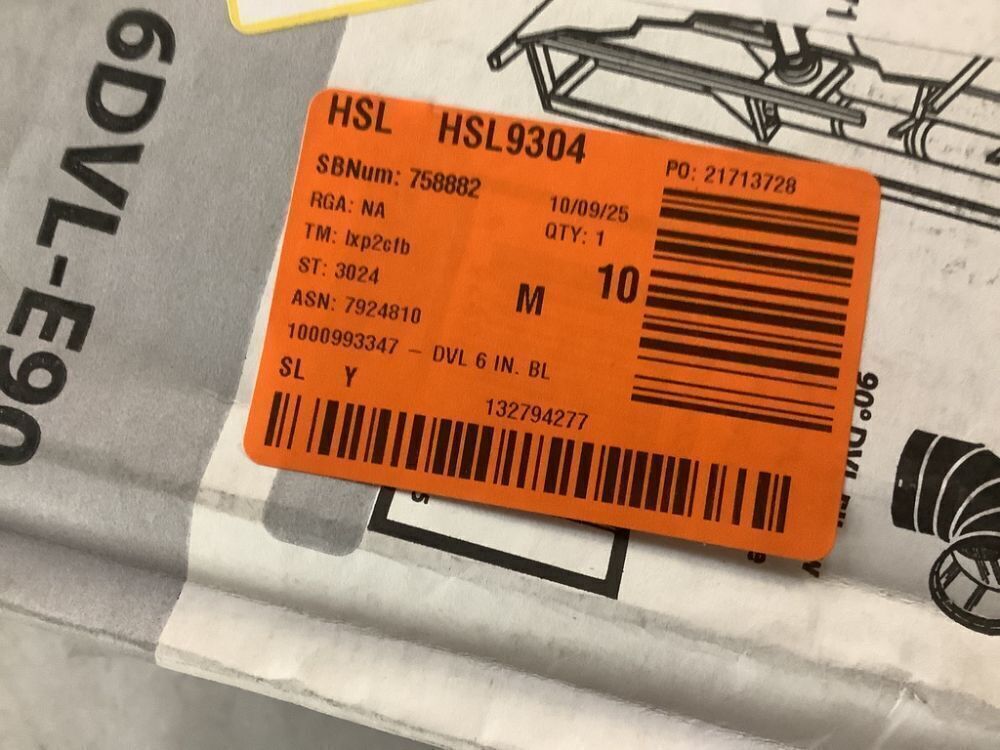 6DVL-E90
HSL HSL9304
SBNum: 758882
PO: 21713728
RGA: NA
10/09/25
TM: lxp2cfb
QTY: 1
ST: 3024
M 10
ASN: 7924810
1000993347 – DVL 6 IN. BL
SL Y
132794277
90° DVL